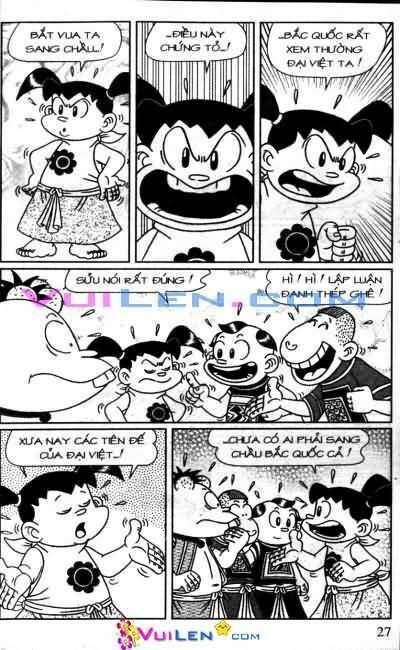 BẮT VUA TA
SANG CHẦU..!
..ĐIỀU NÀY
CHỨNG TỎ...!
..BẮC QUỐC RẤT
XEM THƯỜNG
ĐẠI VIỆT TA !
SỬU NÓI RẤT ĐÚNG !
HÌ ! HÌ ! LẬP LUẬN
ĐANH THÉP GHÊ !
VUILEN.COM
XƯA NAY CÁC TIÊN ĐẾ
CỦA ĐẠI VIỆT...!
..CHƯA CÓ AI PHẢI SANG
CHẦU BẮC QUỐC CẢ !
27
VUILEN.COM